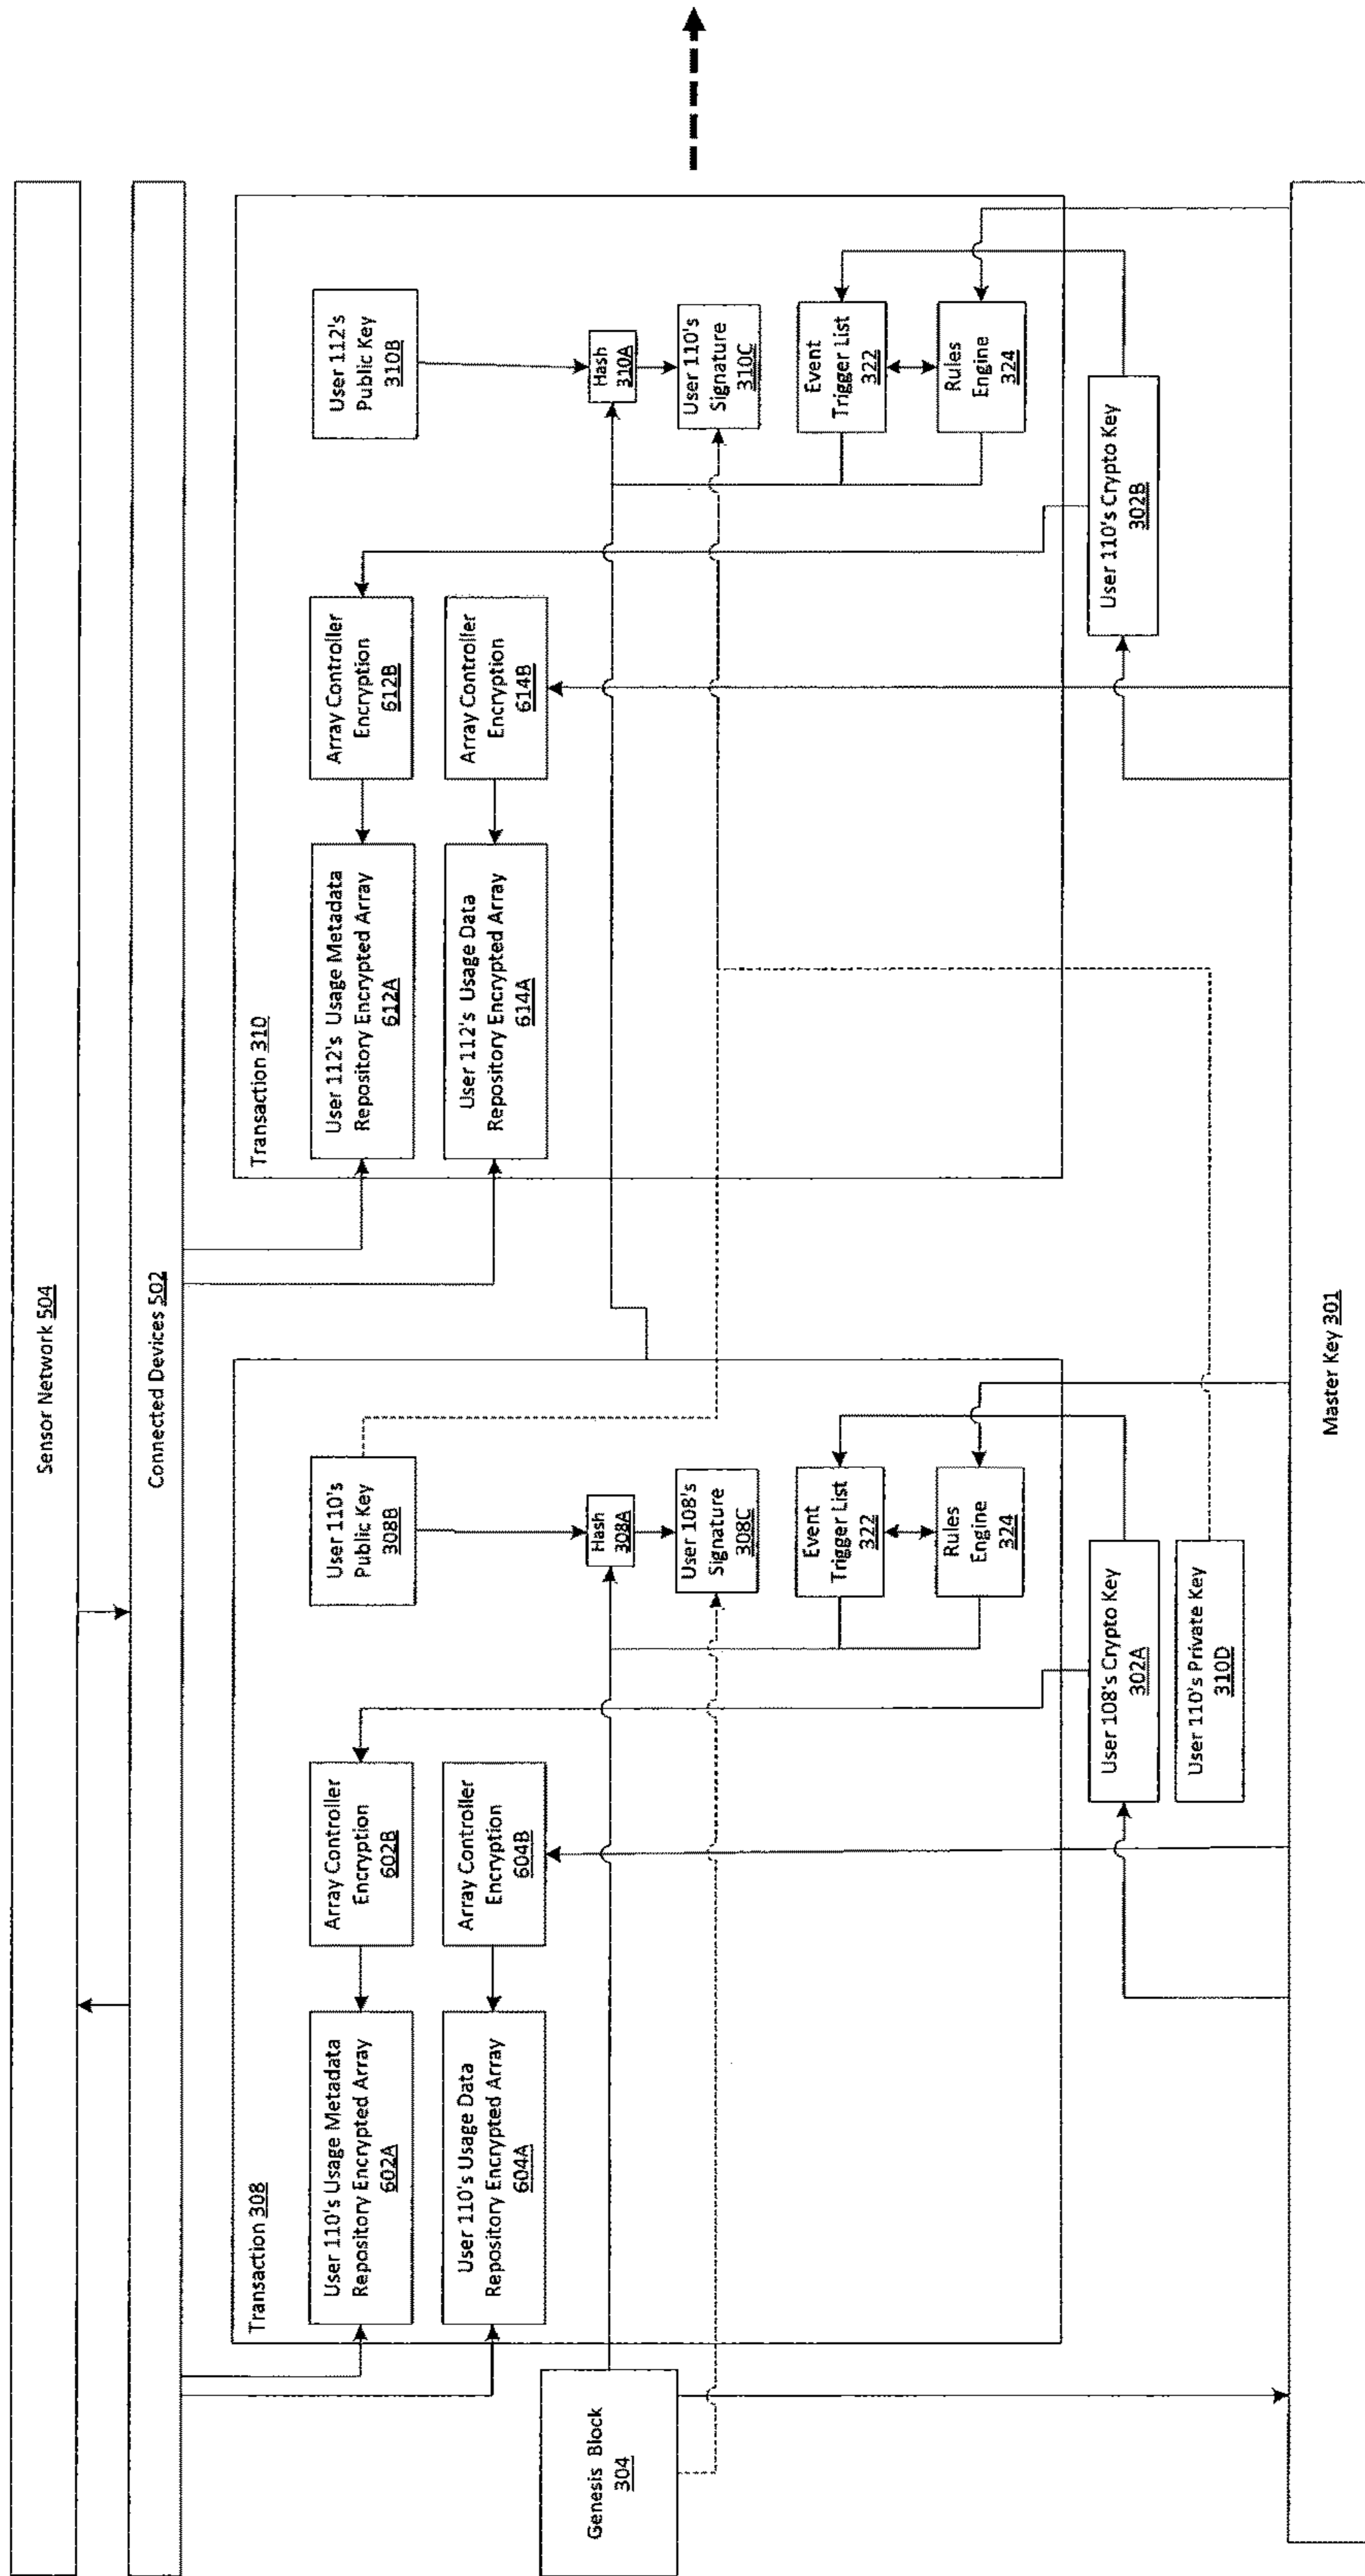 Sensor Network 504
Connected Devices 502
Transaction 308
User 110's Usage Metadata
Repository Encrypted Array
602A
Array Controller
Encryption
602B
User 110's
Public Key
308B
User 110's Usage Data
Repository Encrypted Array
604A
Array Controller
Encryption
604B
Hash
308A
User 108's
Signature
308C
Event
Trigger List
322
Rules
Engine
324
Genesis Block
304
User 108's Crypto Key
302A
User 110's Private Key
310D
Transaction 310
User 112's Usage Metadata
Repository Encrypted Array
612A
Array Controller
Encryption
612B
User 112's
Public Key
310B
User 112's Usage Data
Repository Encrypted Array
614A
Array Controller
Encryption
614B
Hash
310A
User 110's
Signature
310C
Event
Trigger List
322
Rules
Engine
324
User 110's Crypto Key
302B
Master Key 301